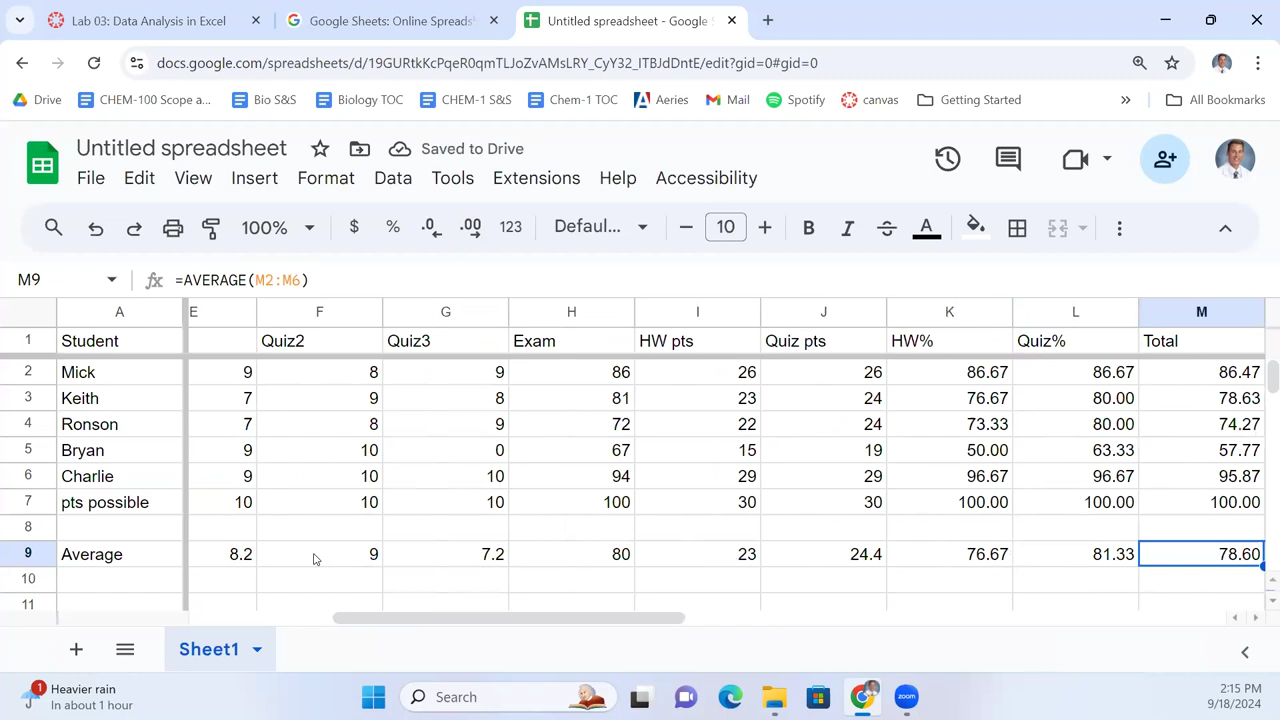 Lab 03: Data Analysis in Excel
Google Sheets: Online Spreads
Untitled spreadsheet - Google S
docs.google.com/spreadsheets/d/19GURtkKcPqeR0qmTLJoZvAMsLRY_CyY32_ITBJdDntE/edit?gid=0#gid=0
Drive CHEM-100 Scope a... Bio S&S Biology TOC CHEM-1 S&S Chem-1 TOC Aeries Mail Spotify canvas Getting Started » All Bookmarks
Untitled spreadsheet Saved to Drive
File Edit View Insert Format Data Tools Extensions Help Accessibility
100% $ % .0 .00 123 Defaul... − 10 + B I S A
M9 fx =AVERAGE(M2:M6)
A E F G H I J K L M
1 Student Quiz2 Quiz3 Exam HW pts Quiz pts HW% Quiz% Total
2 Mick 9 8 9 86 26 26 86.67 86.67 86.47
3 Keith 7 9 8 81 23 24 76.67 80.00 78.63
4 Ronson 7 8 9 72 22 24 73.33 80.00 74.27
5 Bryan 9 10 0 67 15 19 50.00 63.33 57.77
6 Charlie 9 10 10 94 29 29 96.67 96.67 95.87
7 pts possible 10 10 10 100 30 30 100.00 100.00 100.00
8
9 Average 8.2 9 7.2 80 23 24.4 76.67 81.33 78.60
10
11
Sheet1
1 Heavier rain
In about 1 hour
Search
zoom
2:15 PM
9/18/2024